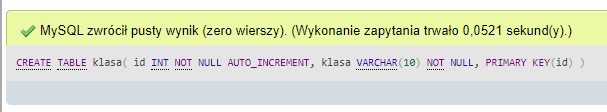 MySQL zwrócił pusty wynik (zero wierszy). (Wykonanie zapytania trwało 0,0521 sekund(y).)
CREATE TABLE klasa( id INT NOT NULL AUTO_INCREMENT, klasa VARCHAR(10) NOT NULL, PRIMARY KEY(id) )